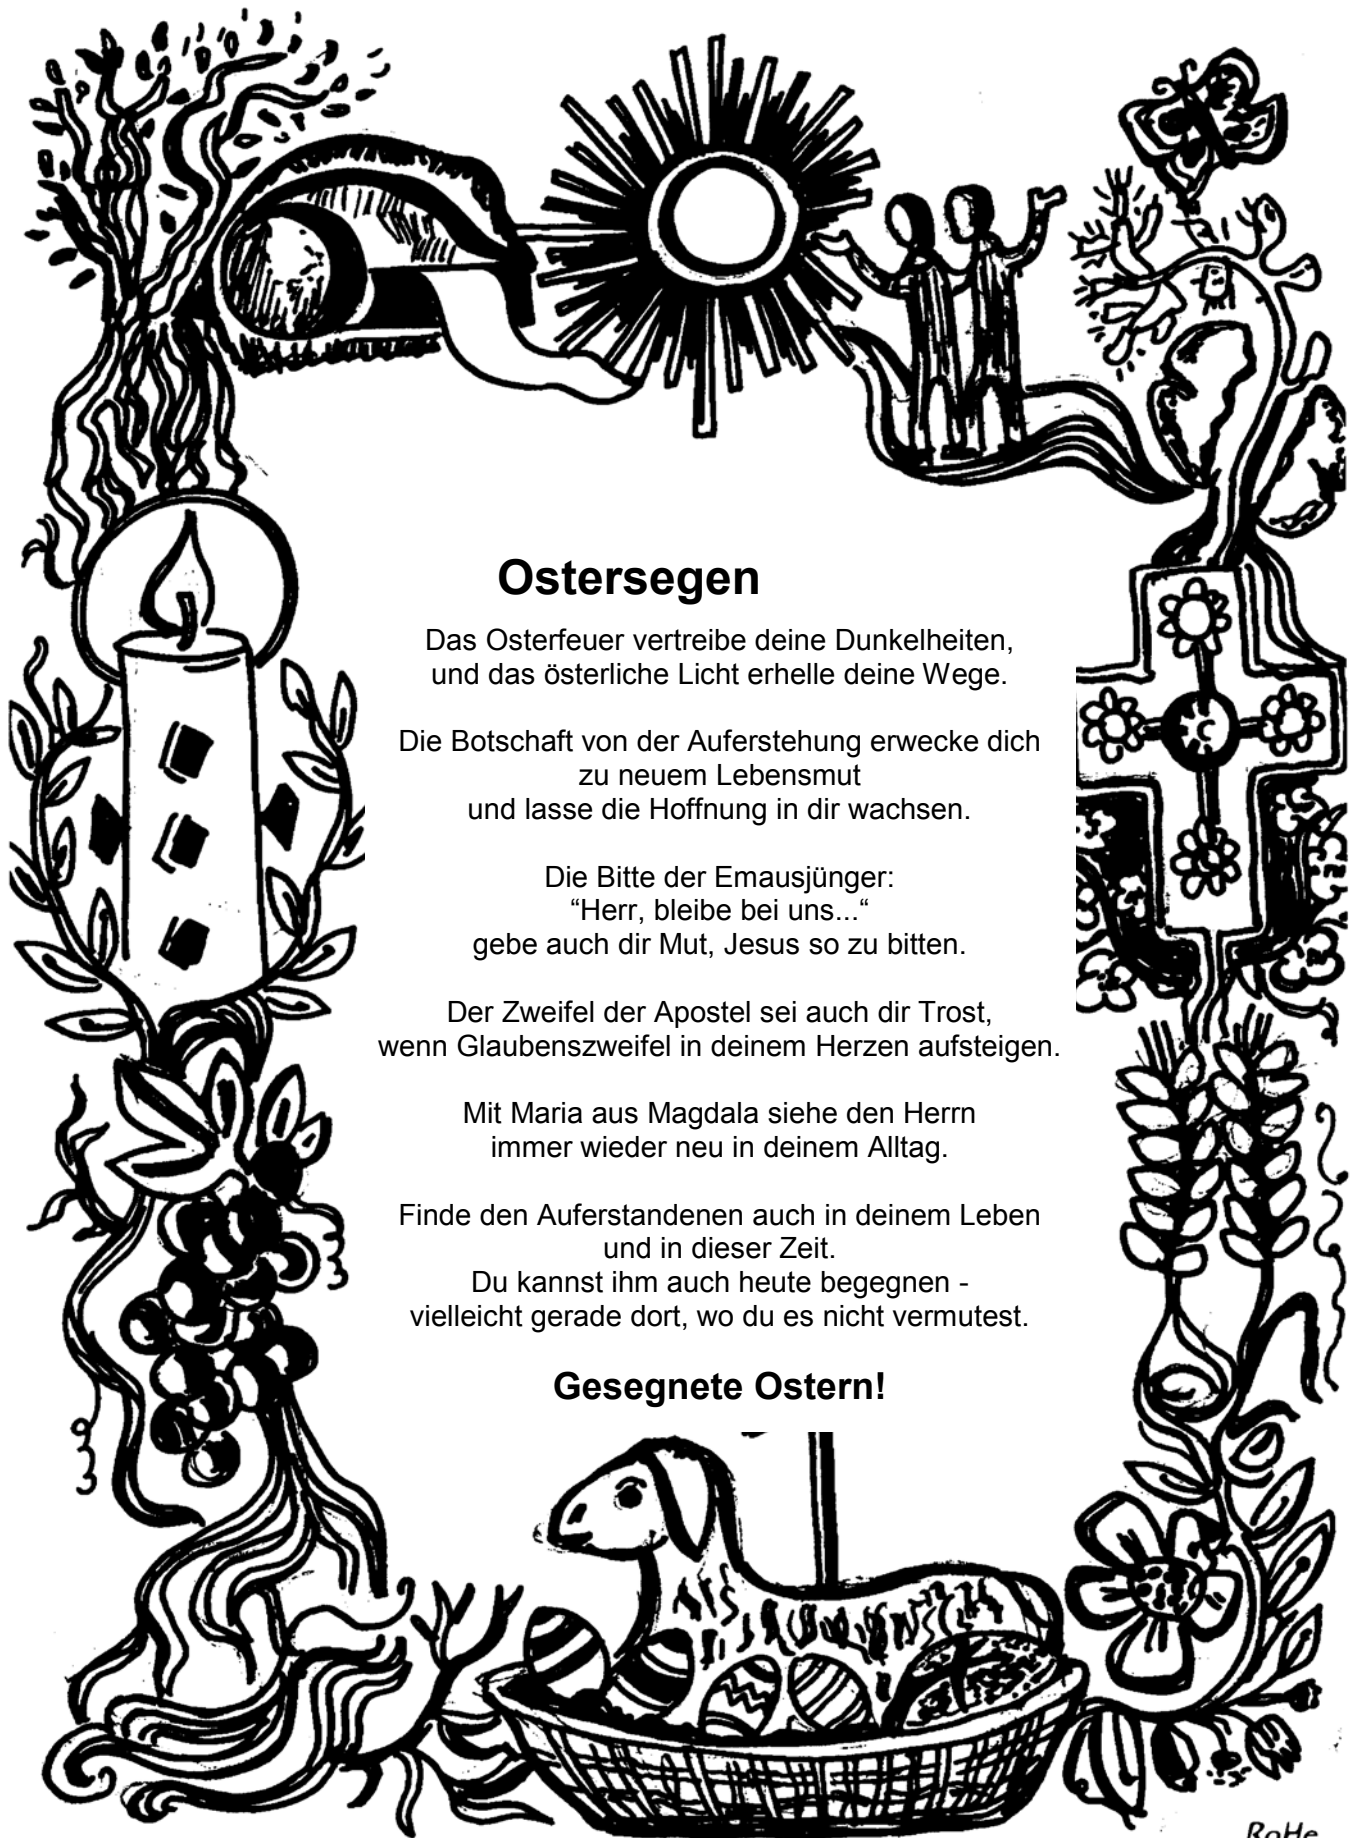 Ostersegen
Das Osterfeuer vertreibe deine Dunkelheiten,
und das österliche Licht erhelle deine Wege.
Die Botschaft von der Auferstehung erwecke dich
zu neuem Lebensmut
und lasse die Hoffnung in dir wachsen.
Die Bitte der Emausjünger:
“Herr, bleibe bei uns...“
gebe auch dir Mut, Jesus so zu bitten.
Der Zweifel der Apostel sei auch dir Trost,
wenn Glaubenszweifel in deinem Herzen aufsteigen.
Mit Maria aus Magdala siehe den Herrn
immer wieder neu in deinem Alltag.
Finde den Auferstandenen auch in deinem Leben
und in dieser Zeit.
Du kannst ihm auch heute begegnen -
vielleicht gerade dort, wo du es nicht vermutest.
Gesegnete Ostern!
RoHe